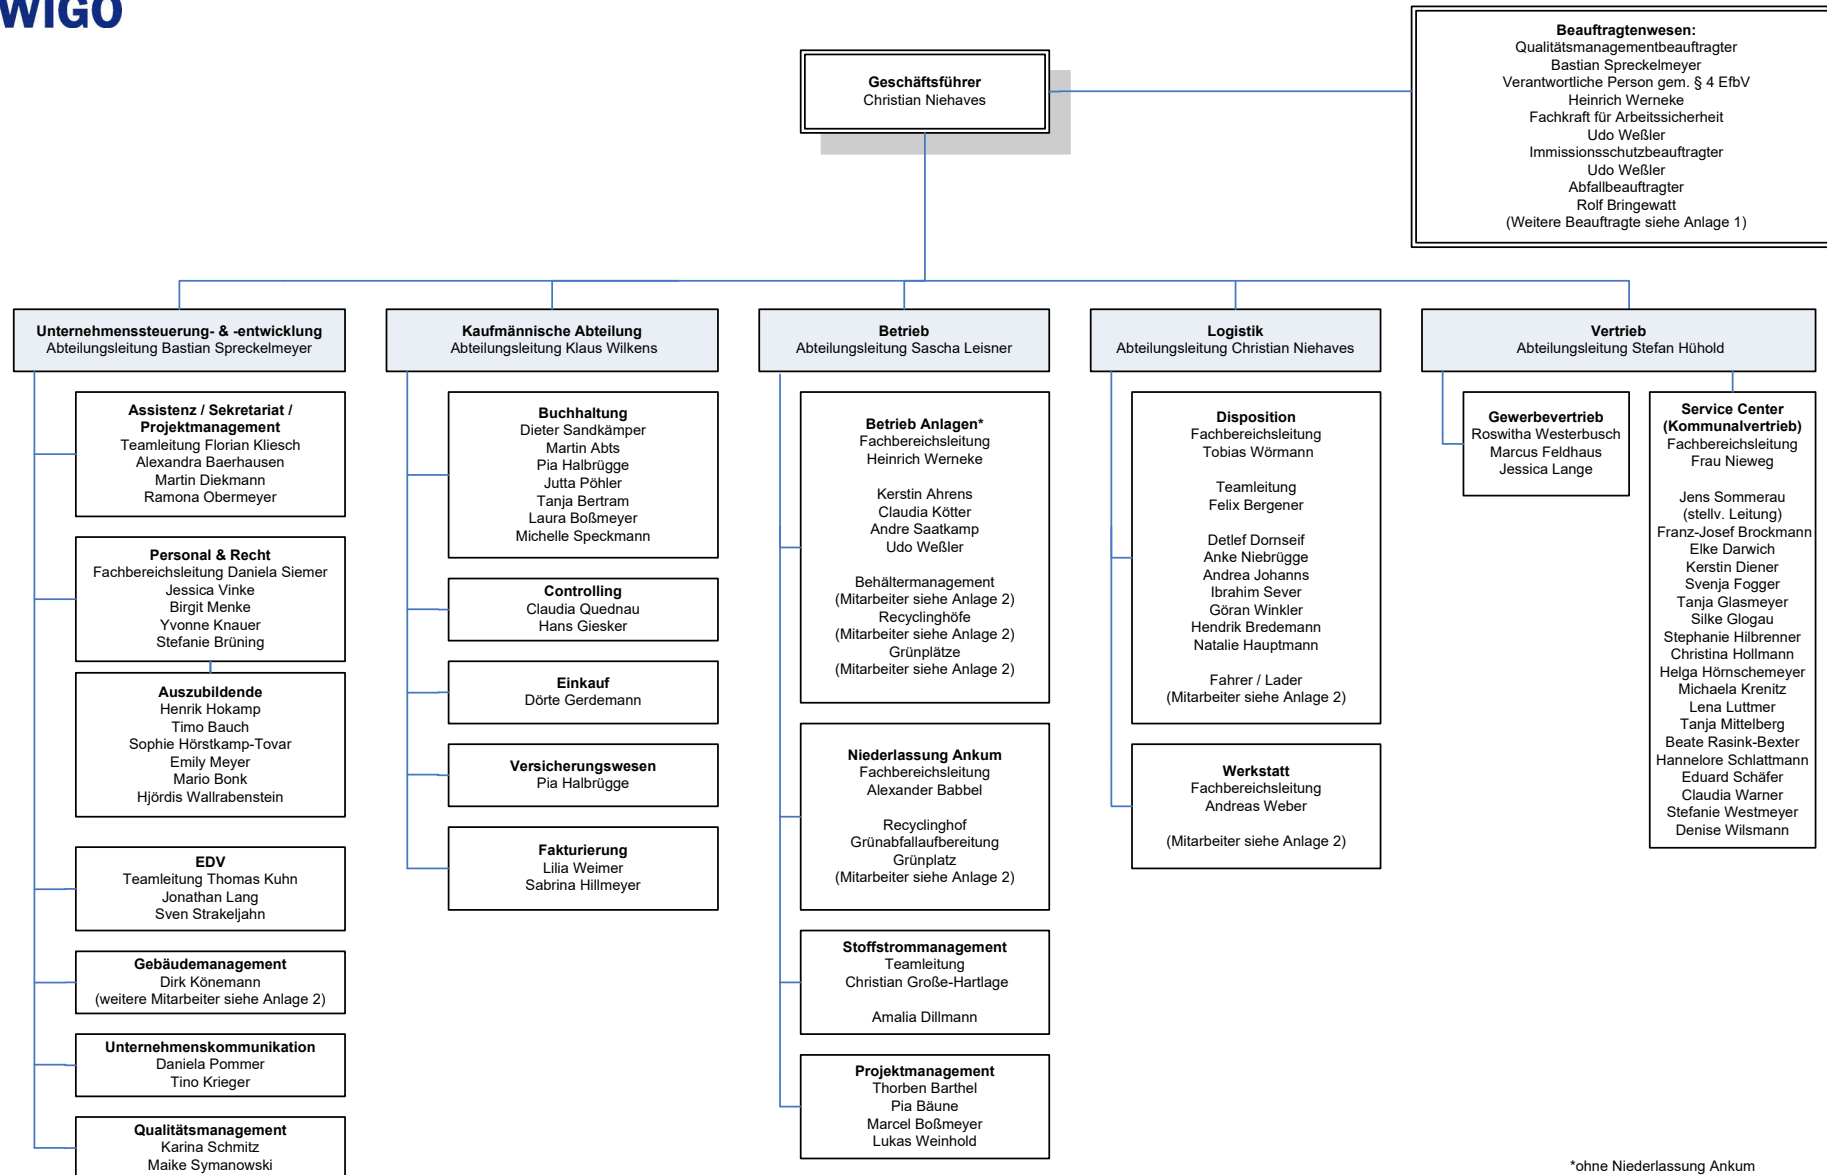 WIGO
Geschäftsführer
Christian Niehaves
Beauftragtenwesen:
Qualitätsmanagementbeauftragter
Bastian Spreckelmeyer
Verantwortliche Person gem. § 4 EfbV
Heinrich Werneke
Fachkraft für Arbeitssicherheit
Udo Weßler
Immissionsschutzbeauftragter
Udo Weßler
Abfallbeauftragter
Rolf Bringewatt
(Weitere Beauftragte siehe Anlage 1)
Unternehmenssteuerung- & -entwicklung
Abteilungsleitung Bastian Spreckelmeyer
Assistenz / Sekretariat /
Projektmanagement
Teamleitung Florian Kliesch
Alexandra Baerhausen
Martin Diekmann
Ramona Obermeyer
Personal & Recht
Fachbereichsleitung Daniela Siemer
Jessica Vinke
Birgit Menke
Yvonne Knauer
Stefanie Brüning
Auszubildende
Henrik Hokamp
Timo Bauch
Sophie Hörstkamp-Tovar
Emily Meyer
Mario Bonk
Hjördis Wallrabenstein
EDV
Teamleitung Thomas Kuhn
Jonathan Lang
Sven Strakeljahn
Gebäudemanagement
Dirk Könemann
(weitere Mitarbeiter siehe Anlage 2)
Unternehmenskommunikation
Daniela Pommer
Tino Krieger
Qualitätsmanagement
Karina Schmitz
Maike Symanowski
Kaufmännische Abteilung
Abteilungsleitung Klaus Wilkens
Buchhaltung
Dieter Sandkämper
Martin Abts
Pia Halbrügge
Jutta Pöhler
Tanja Bertram
Laura Boßmeyer
Michelle Speckmann
Controlling
Claudia Quednau
Hans Giesker
Einkauf
Dörte Gerdemann
Versicherungswesen
Pia Halbrügge
Fakturierung
Lilia Weimer
Sabrina Hillmeyer
Betrieb
Abteilungsleitung Sascha Leisner
Betrieb Anlagen*
Fachbereichsleitung
Heinrich Werneke
Kerstin Ahrens
Claudia Kötter
Andre Saatkamp
Udo Weßler
Behältermanagement
(Mitarbeiter siehe Anlage 2)
Recyclinghöfe
(Mitarbeiter siehe Anlage 2)
Grünplätze
(Mitarbeiter siehe Anlage 2)
Niederlassung Ankum
Fachbereichsleitung
Alexander Babbel
Recyclinghof
Grünabfallaufbereitung
Grünplatz
(Mitarbeiter siehe Anlage 2)
Stoffstrommanagement
Teamleitung
Christian Große-Hartlage
Amalia Dillmann
Projektmanagement
Thorben Barthel
Pia Bäune
Marcel Boßmeyer
Lukas Weinhold
Logistik
Abteilungsleitung Christian Niehaves
Disposition
Fachbereichsleitung
Tobias Wörmann
Teamleitung
Felix Bergener
Detlef Dornseif
Anke Niebrügge
Andrea Johanns
Ibrahim Sever
Göran Winkler
Hendrik Bredemann
Natalie Hauptmann
Fahrer / Lader
(Mitarbeiter siehe Anlage 2)
Werkstatt
Fachbereichsleitung
Andreas Weber
(Mitarbeiter siehe Anlage 2)
Vertrieb
Abteilungsleitung Stefan Hühold
Gewerbevertrieb
Roswitha Westerbusch
Marcus Feldhaus
Jessica Lange
Service Center
(Kommunalvertrieb)
Fachbereichsleitung
Frau Nieweg
Jens Sommerau
(stellv. Leitung)
Franz-Josef Brockmann
Elke Darwich
Kerstin Diener
Svenja Fogger
Tanja Glasmeyer
Silke Glogau
Stephanie Hilbrenner
Christina Hollmann
Helga Hörnschemeyer
Michaela Krenitz
Lena Luttmer
Tanja Mittelberg
Beate Rasink-Bexter
Hannelore Schlattmann
Eduard Schäfer
Claudia Warner
Stefanie Westmeyer
Denise Wilsmann
*ohne Niederlassung Ankum